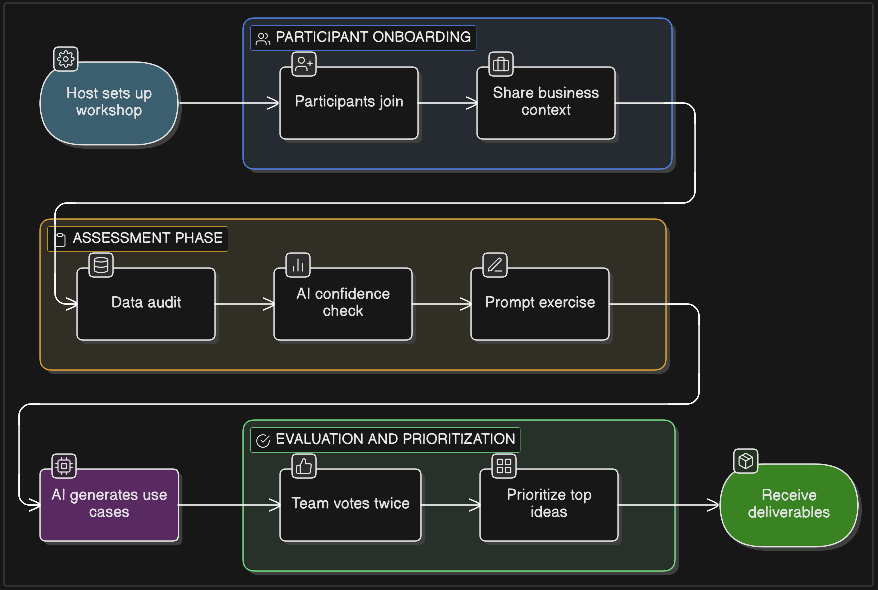 PARTICIPANT ONBOARDING
Host sets up
workshop
Participants join
Share business
context
ASSESSMENT PHASE
Data audit
AI confidence
check
Prompt exercise
EVALUATION AND PRIORITIZATION
AI generates use
cases
Team votes twice
Prioritize top
ideas
Receive
deliverables